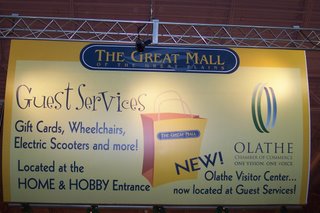 THE GREAT MALL
OF THE GREAT PLAINS
Guest Services
Gift Cards, Wheelchairs,
Electric Scooters and more!
Located at the
HOME & HOBBY Entrance
THE GREAT MALL
NEW!
OLATHE
CHAMBER OF COMMERCE
ONE VISION. ONE VOICE.
Olathe Visitor Center...
now located at Guest Services!